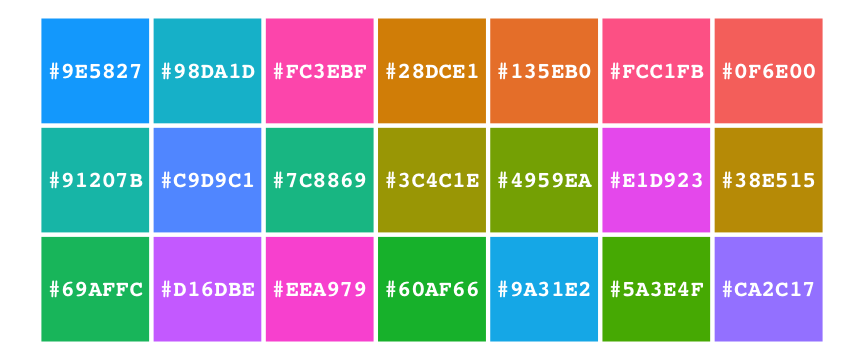 #9E5827 #98DA1D #FC3EBF #28DCE1 #135EB0 #FCC1FB #0F6E00
#91207B #C9D9C1 #7C8869 #3C4C1E #4959EA #E1D923 #38E515
#69AFFC #D16DBE #EEA979 #60AF66 #9A31E2 #5A3E4F #CA2C17